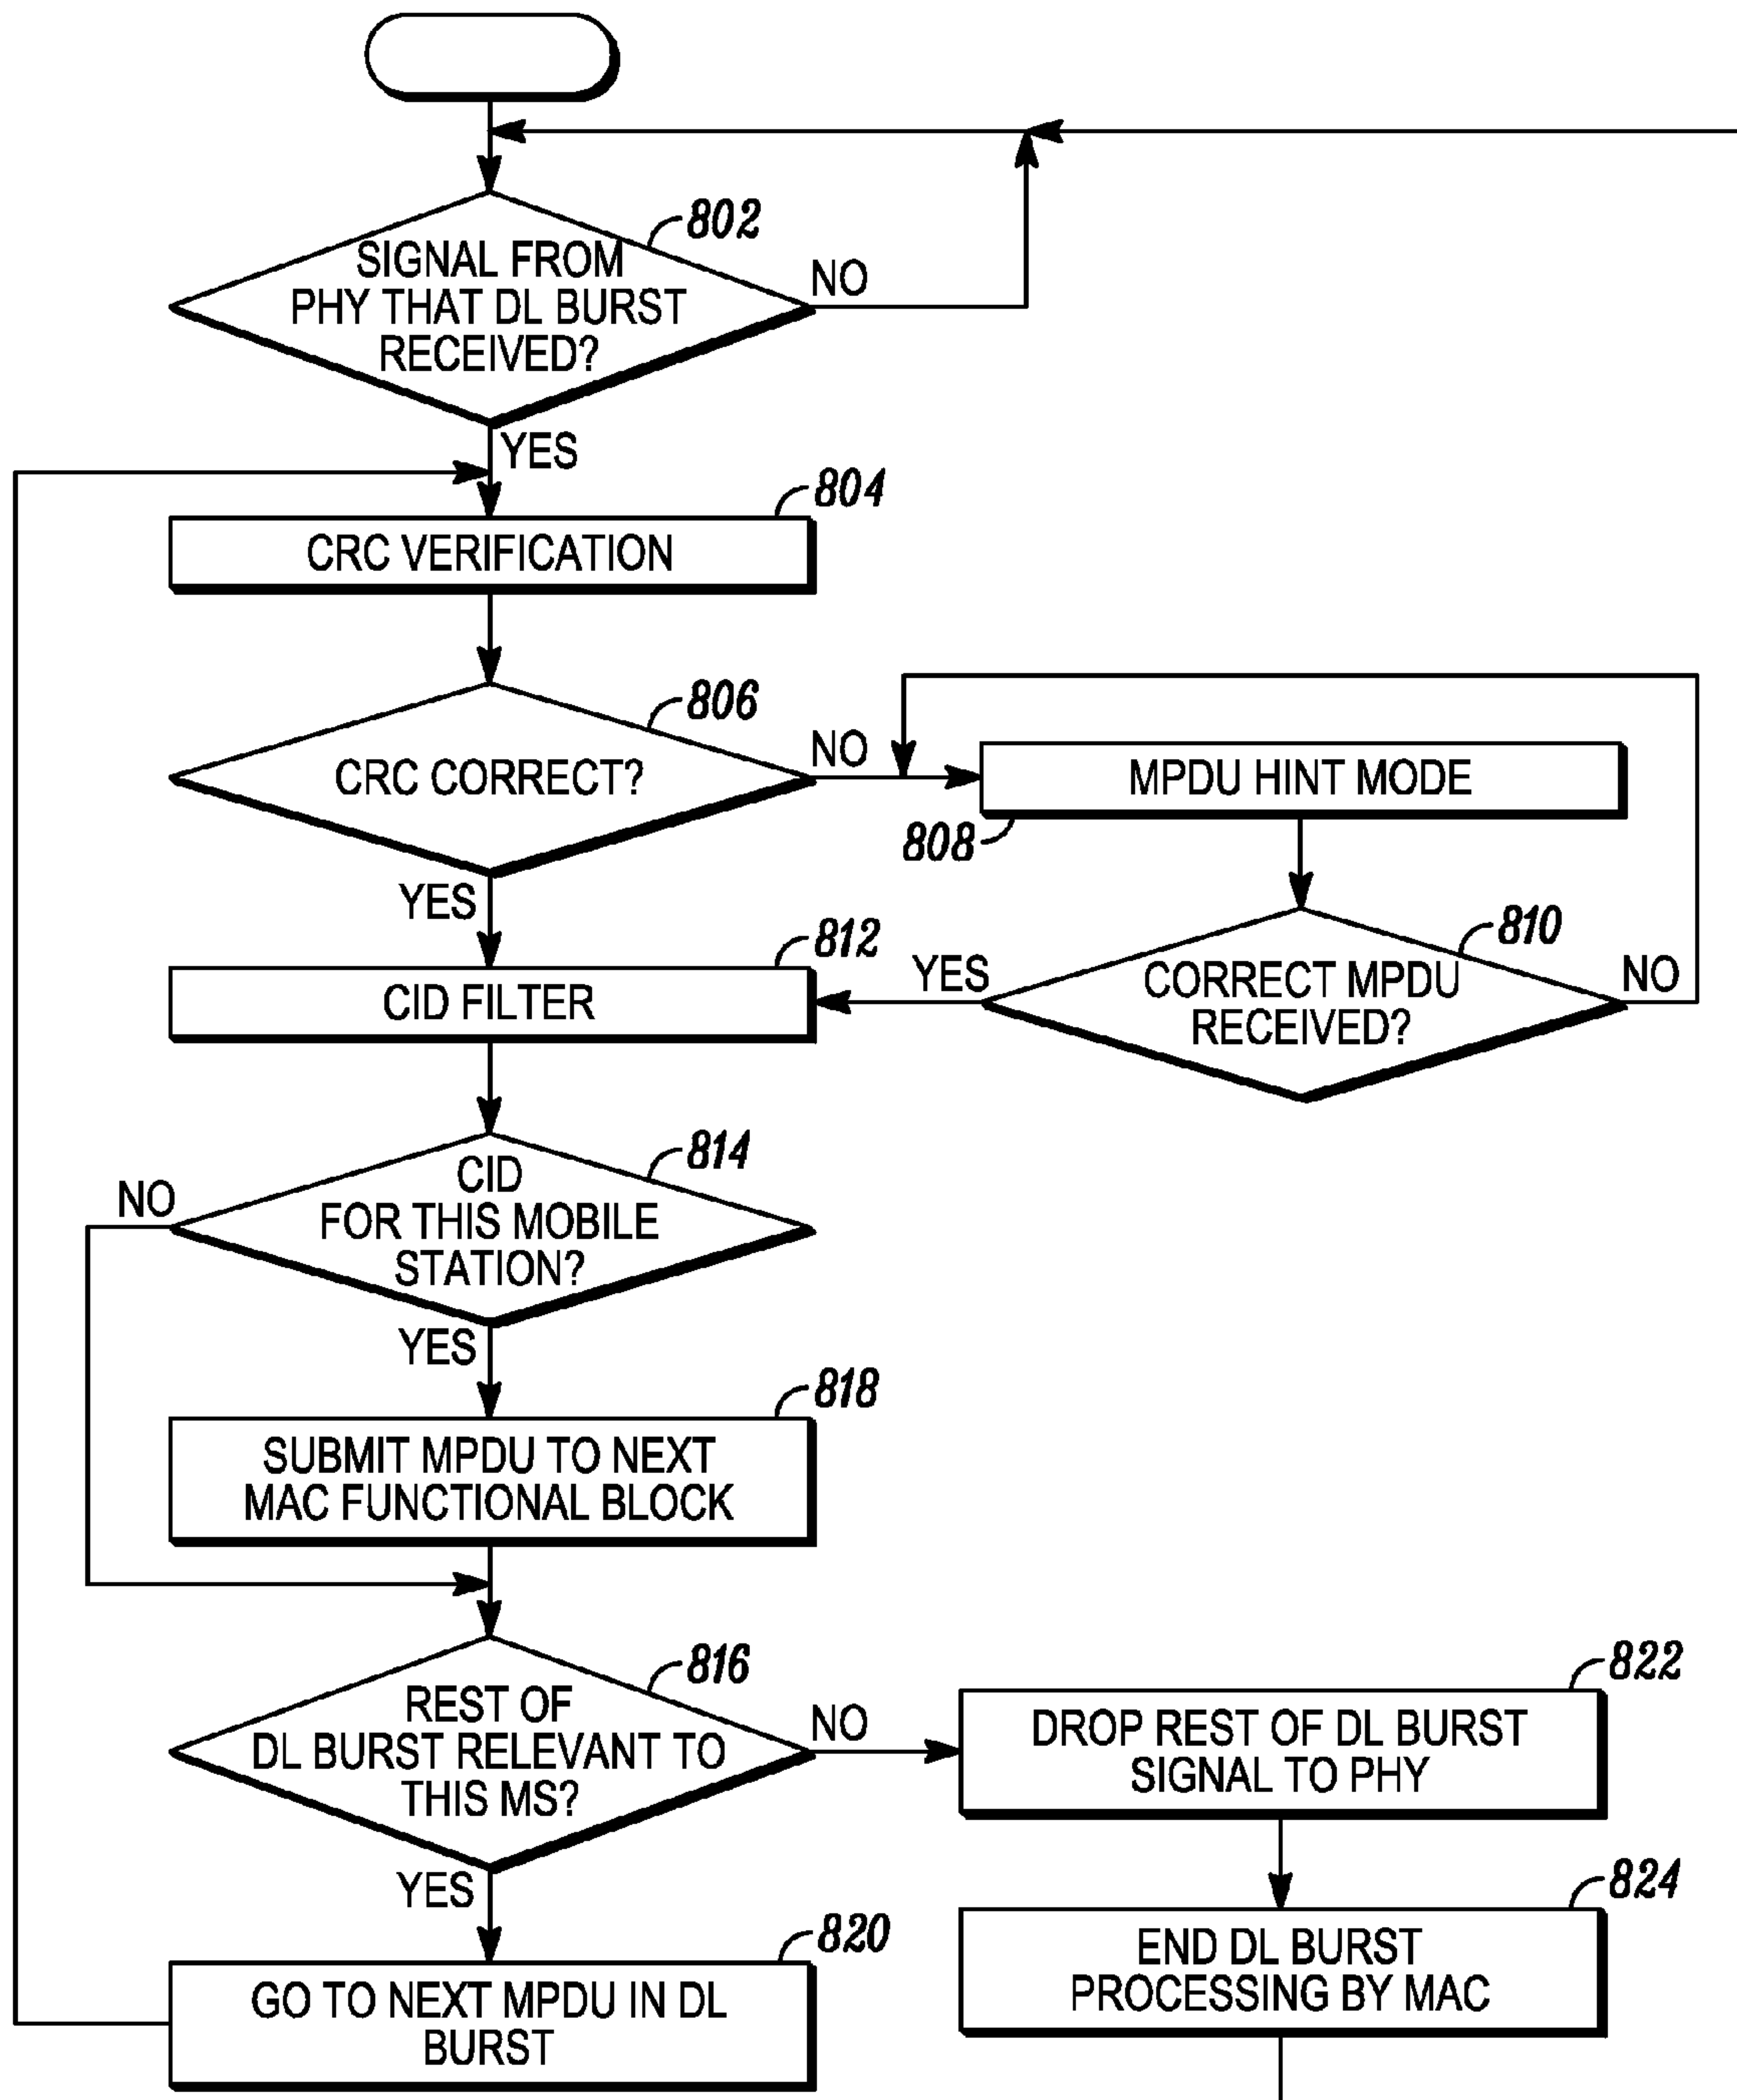 802
SIGNAL FROM
PHY THAT DL BURST
RECEIVED?
NO
YES
804
CRC VERIFICATION
806
CRC CORRECT?
NO
MPDU HINT MODE
808
YES
810
CORRECT MPDU
RECEIVED?
YES
NO
812
CID FILTER
814
CID
FOR THIS MOBILE
STATION?
NO
YES
818
SUBMIT MPDU TO NEXT
MAC FUNCTIONAL BLOCK
816
REST OF
DL BURST RELEVANT TO
THIS MS?
NO
822
DROP REST OF DL BURST
SIGNAL TO PHY
YES
824
END DL BURST
PROCESSING BY MAC
820
GO TO NEXT MPDU IN DL
BURST